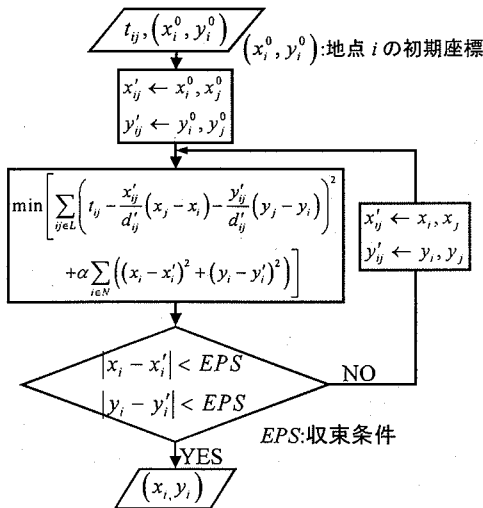 t_{ij}, (x_i^0, y_i^0)
(x_i^0, y_i^0):地点 i の初期座標
x'_{ij} ← x_i^0, x_j^0
y'_{ij} ← y_i^0, y_j^0
min[ ∑_{ij∈L} ( t_{ij} − x'_{ij}/d'_{ij} (x_j − x_i) − y'_{ij}/d'_{ij} (y_j − y_i) )^2
+α ∑_{i∈N} ((x_i − x'_i)^2 + (y_i − y'_i)^2) ]
x'_{ij} ← x_i, x_j
y'_{ij} ← y_i, y_j
|x_i − x'_i| < EPS
|y_i − y'_i| < EPS
NO
EPS:収束条件
YES
(x_i, y_i)